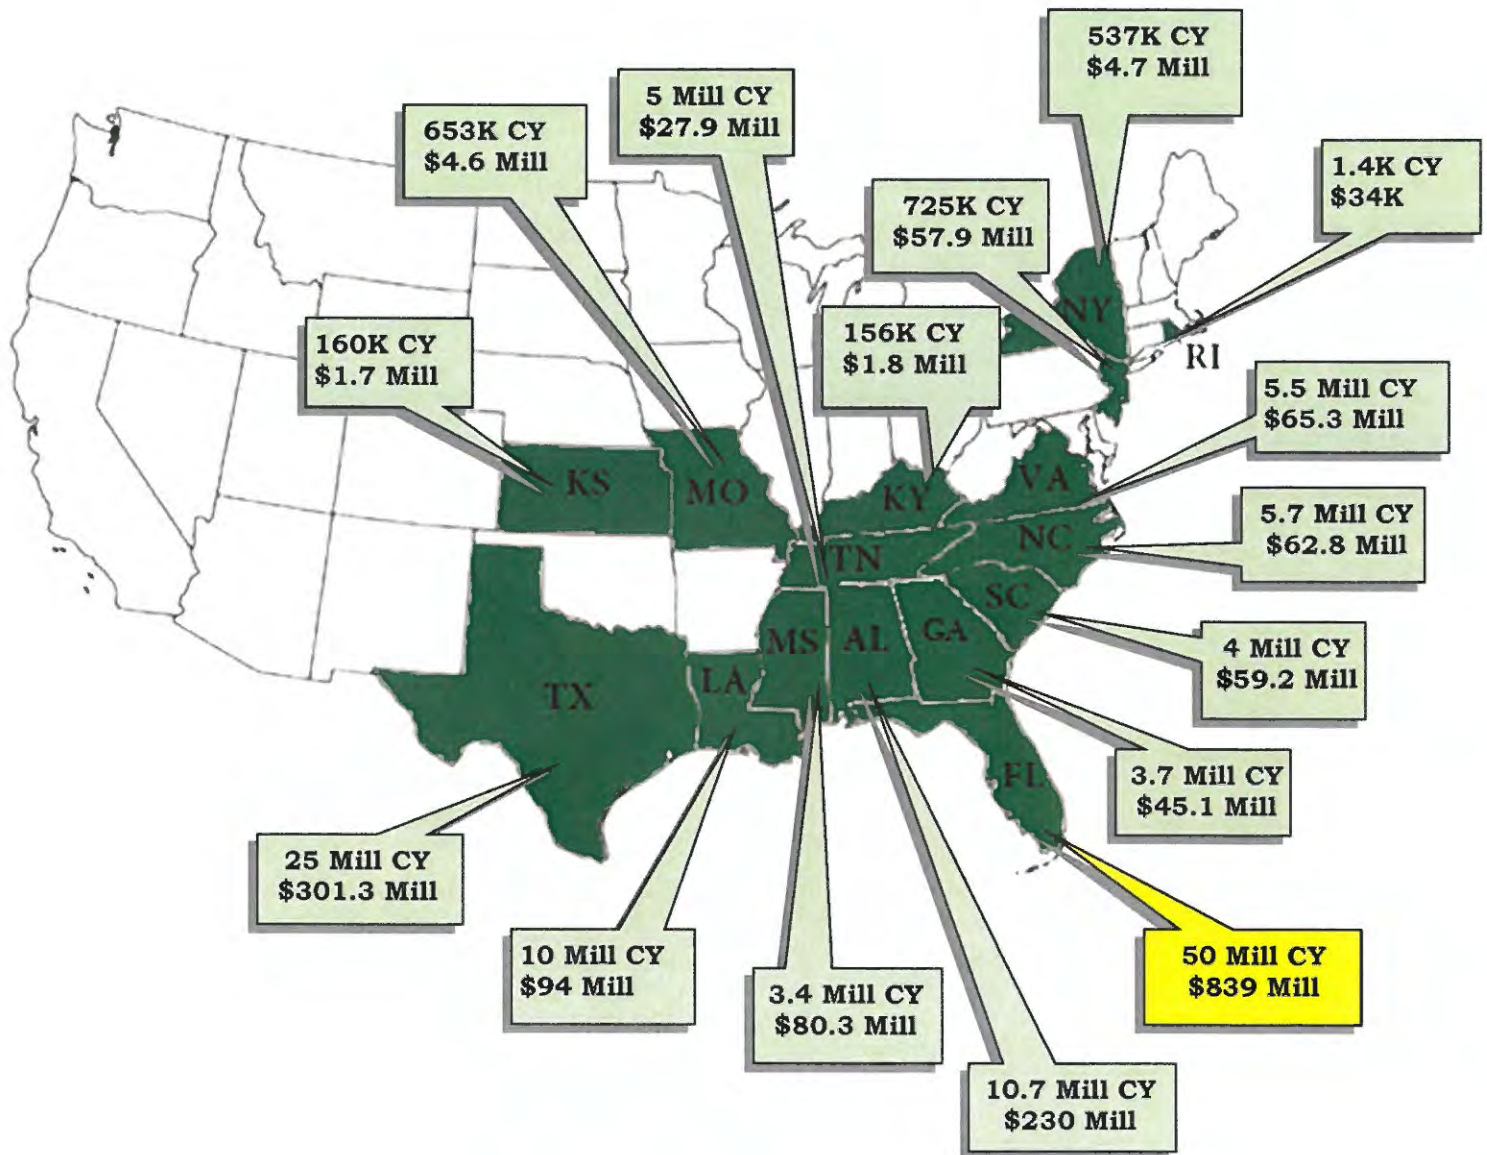 537K CY
$4.7 Mill
5 Mill CY
$27.9 Mill
653K CY
$4.6 Mill
1.4K CY
$34K
725K CY
$57.9 Mill
NY
RI
160K CY
$1.7 Mill
156K CY
$1.8 Mill
5.5 Mill CY
$65.3 Mill
KS
MO
KY
VA
5.7 Mill CY
$62.8 Mill
TN
NC
SC
MS
AL
GA
4 Mill CY
$59.2 Mill
TX
LA
FL
3.7 Mill CY
$45.1 Mill
25 Mill CY
$301.3 Mill
10 Mill CY
$94 Mill
3.4 Mill CY
$80.3 Mill
50 Mill CY
$839 Mill
10.7 Mill CY
$230 Mill